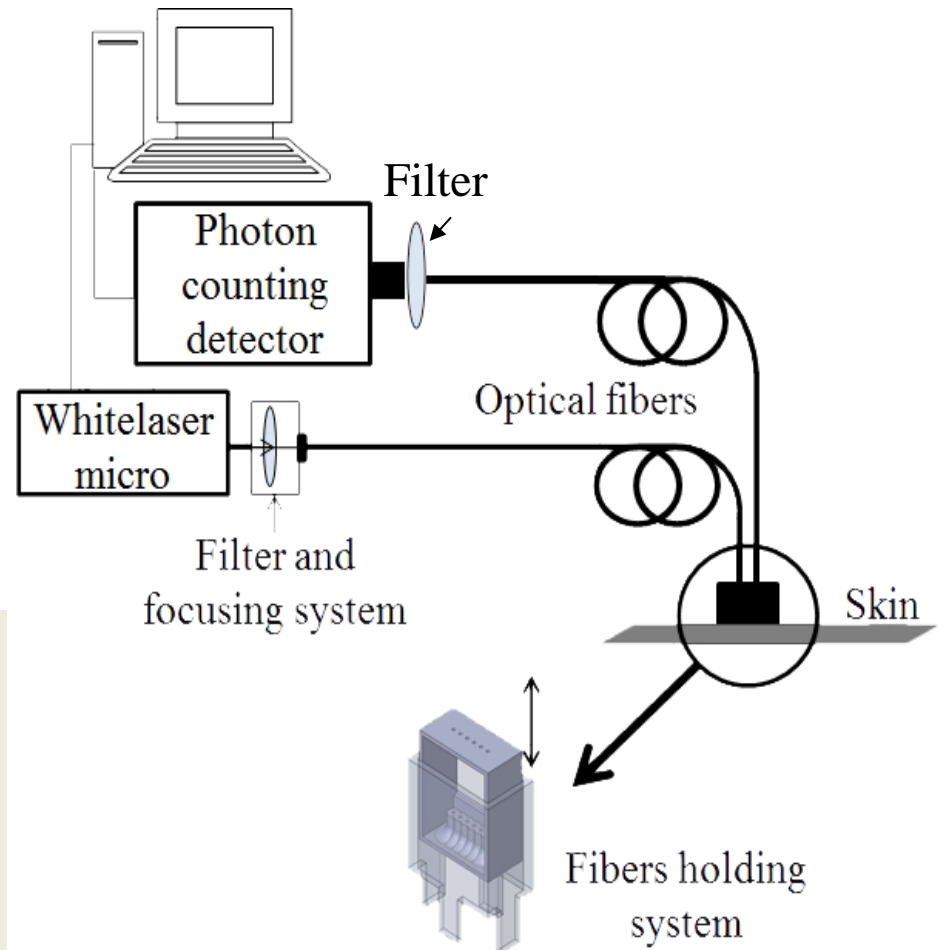 Filter
Photon
counting
detector
Optical fibers
Whitelaser
micro
Filter and
focusing system
Skin
Fibers holding
system